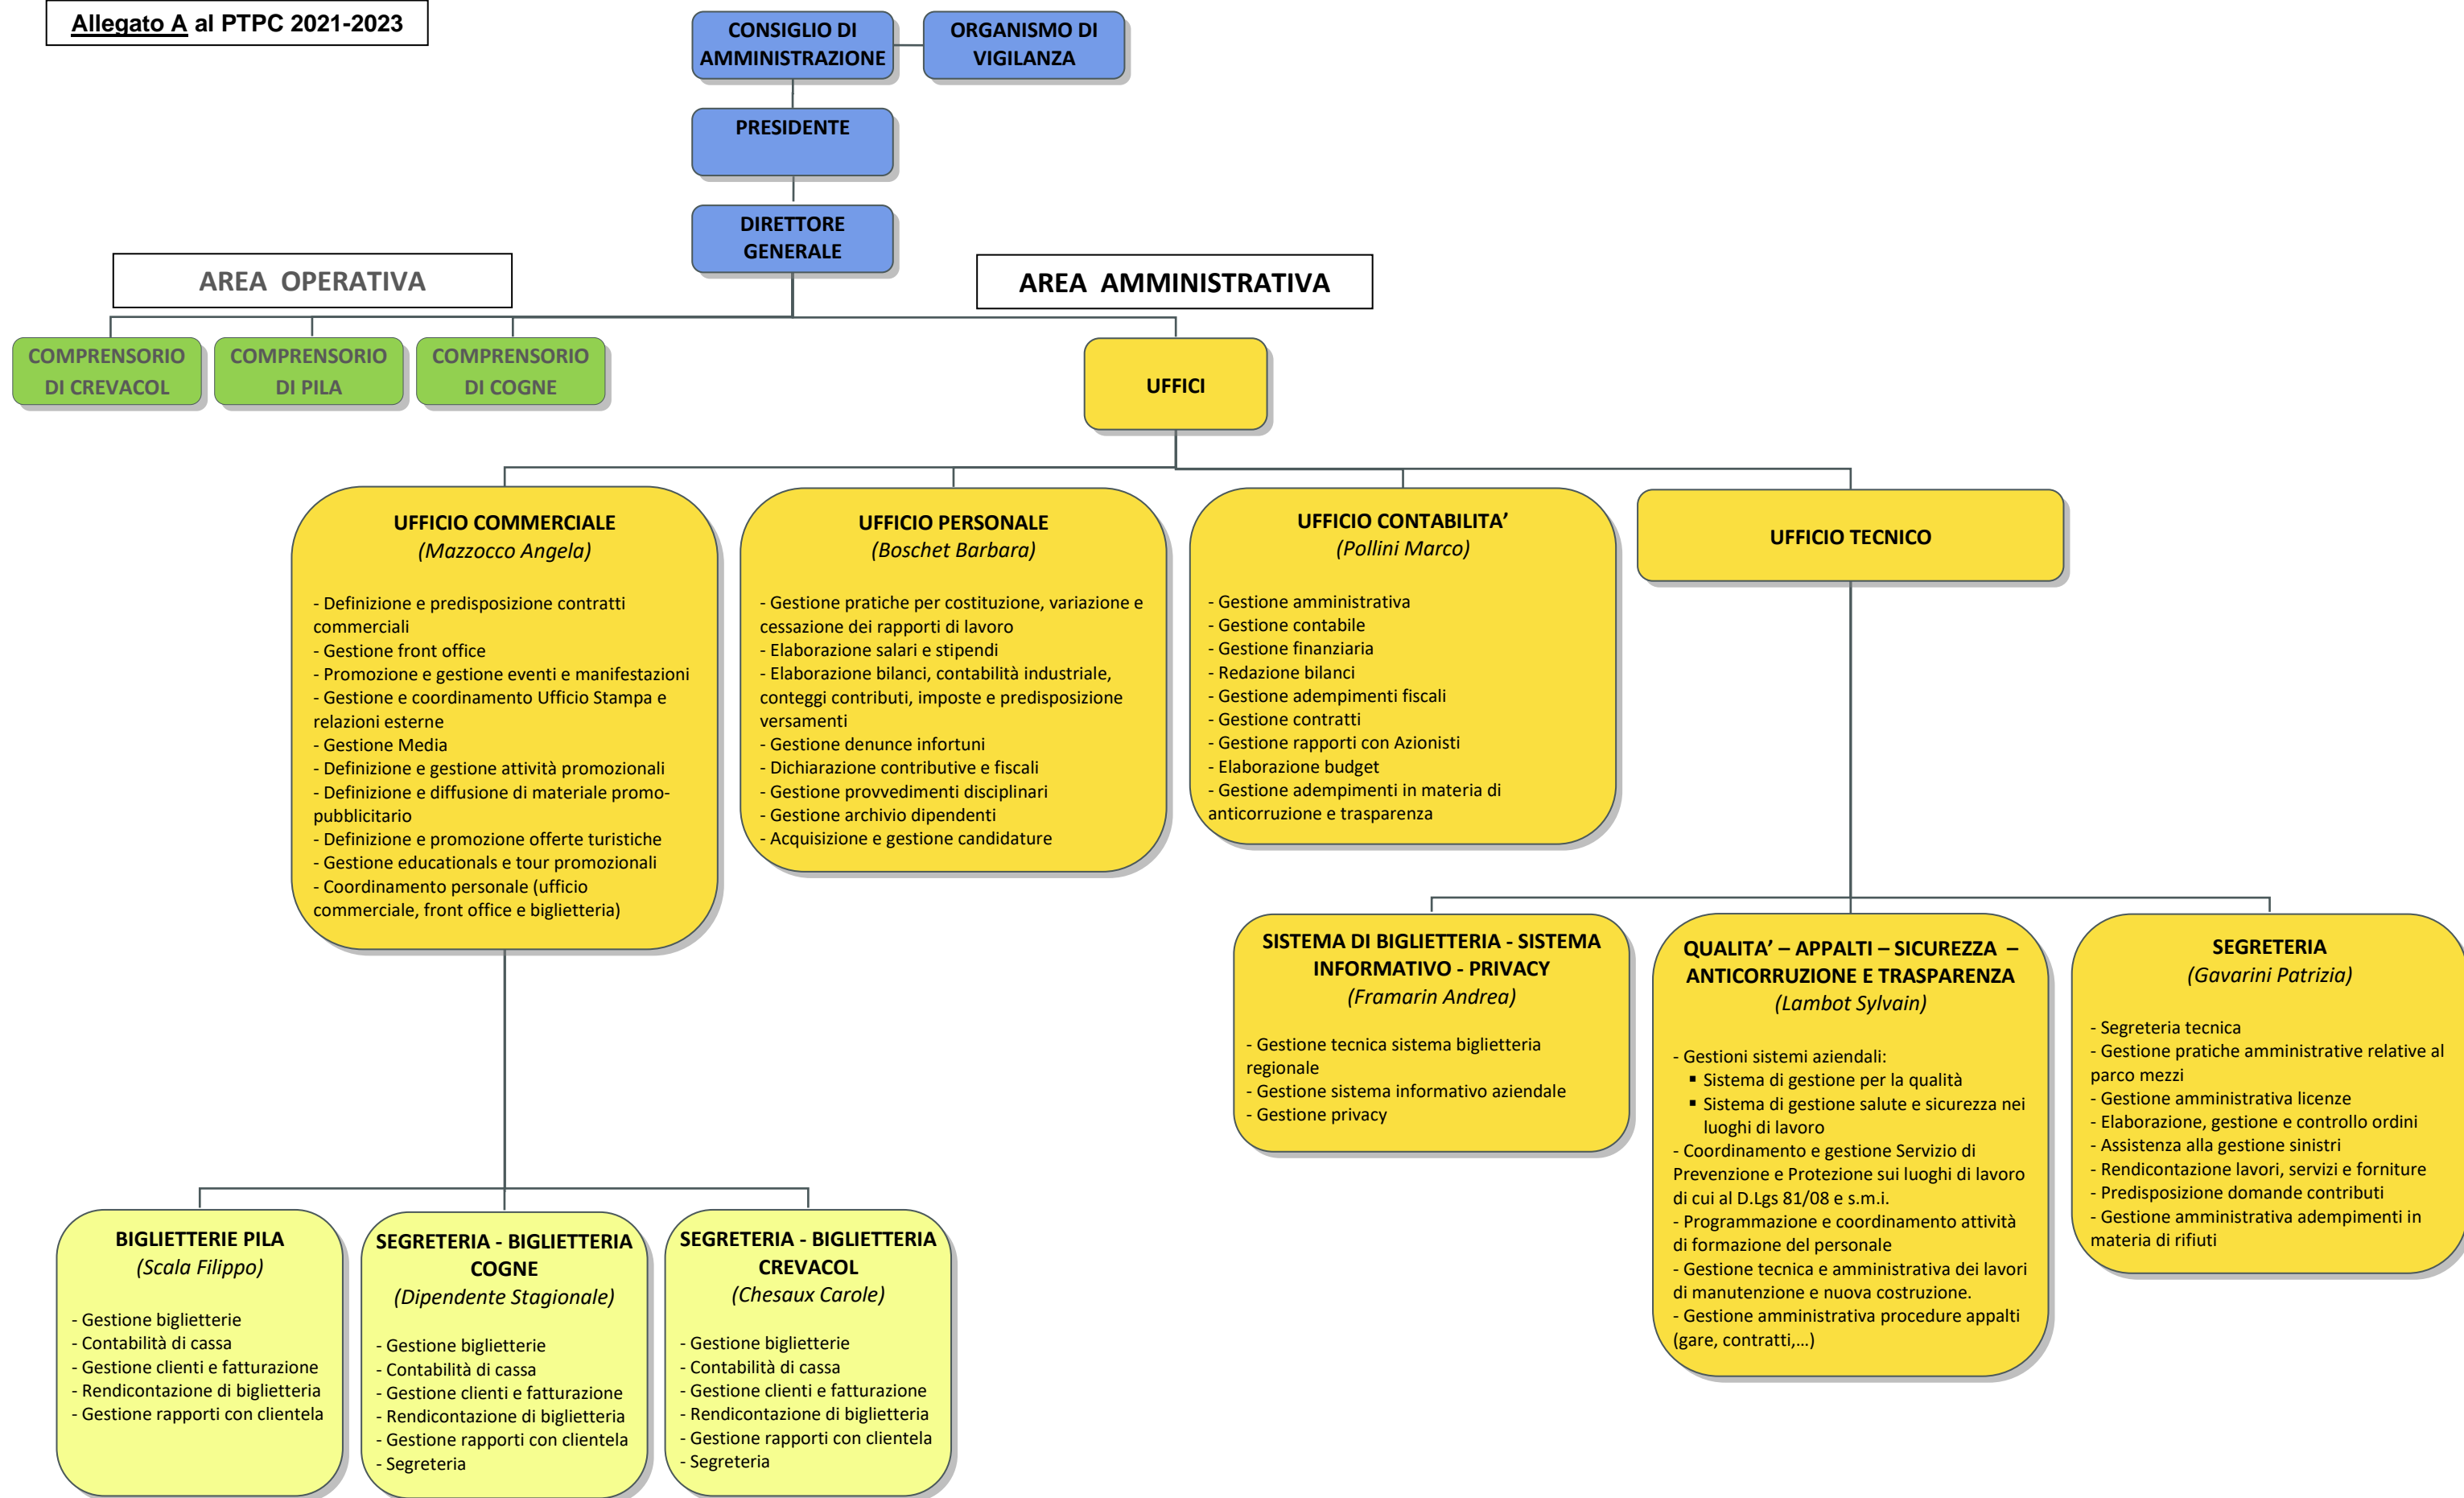 Allegato A al PTPC 2021-2023
CONSIGLIO DI
AMMINISTRAZIONE
ORGANISMO DI
VIGILANZA
PRESIDENTE
DIRETTORE
GENERALE
AREA OPERATIVA
AREA AMMINISTRATIVA
COMPRENSORIO
DI CREVACOL
COMPRENSORIO
DI PILA
COMPRENSORIO
DI COGNE
UFFICI
UFFICIO COMMERCIALE
(Mazzocco Angela)
- Definizione e predisposizione contratti
commerciali
- Gestione front office
- Promozione e gestione eventi e manifestazioni
- Gestione e coordinamento Ufficio Stampa e
relazioni esterne
- Gestione Media
- Definizione e gestione attività promozionali
- Definizione e diffusione di materiale promo-
pubblicitario
- Definizione e promozione offerte turistiche
- Gestione educationals e tour promozionali
- Coordinamento personale (ufficio
commerciale, front office e biglietteria)
UFFICIO PERSONALE
(Boschet Barbara)
- Gestione pratiche per costituzione, variazione e
cessazione dei rapporti di lavoro
- Elaborazione salari e stipendi
- Elaborazione bilanci, contabilità industriale,
conteggi contributi, imposte e predisposizione
versamenti
- Gestione denunce infortuni
- Dichiarazione contributive e fiscali
- Gestione provvedimenti disciplinari
- Gestione archivio dipendenti
- Acquisizione e gestione candidature
UFFICIO CONTABILITA’
(Pollini Marco)
- Gestione amministrativa
- Gestione contabile
- Gestione finanziaria
- Redazione bilanci
- Gestione adempimenti fiscali
- Gestione contratti
- Gestione rapporti con Azionisti
- Elaborazione budget
- Gestione adempimenti in materia di
anticorruzione e trasparenza
UFFICIO TECNICO
SISTEMA DI BIGLIETTERIA - SISTEMA
INFORMATIVO - PRIVACY
(Framarin Andrea)
- Gestione tecnica sistema biglietteria
regionale
- Gestione sistema informativo aziendale
- Gestione privacy
QUALITA’ – APPALTI – SICUREZZA –
ANTICORRUZIONE E TRASPARENZA
(Lambot Sylvain)
- Gestioni sistemi aziendali:
▪ Sistema di gestione per la qualità
▪ Sistema di gestione salute e sicurezza nei
luoghi di lavoro
- Coordinamento e gestione Servizio di
Prevenzione e Protezione sui luoghi di lavoro
di cui al D.Lgs 81/08 e s.m.i.
- Programmazione e coordinamento attività
di formazione del personale
- Gestione tecnica e amministrativa dei lavori
di manutenzione e nuova costruzione.
- Gestione amministrativa procedure appalti
(gare, contratti,…)
SEGRETERIA
(Gavarini Patrizia)
- Segreteria tecnica
- Gestione pratiche amministrative relative al
parco mezzi
- Gestione amministrativa licenze
- Elaborazione, gestione e controllo ordini
- Assistenza alla gestione sinistri
- Rendicontazione lavori, servizi e forniture
- Predisposizione domande contributi
- Gestione amministrativa adempimenti in
materia di rifiuti
BIGLIETTERIE PILA
(Scala Filippo)
- Gestione biglietterie
- Contabilità di cassa
- Gestione clienti e fatturazione
- Rendicontazione di biglietteria
- Gestione rapporti con clientela
SEGRETERIA - BIGLIETTERIA
COGNE
(Dipendente Stagionale)
- Gestione biglietterie
- Contabilità di cassa
- Gestione clienti e fatturazione
- Rendicontazione di biglietteria
- Gestione rapporti con clientela
- Segreteria
SEGRETERIA - BIGLIETTERIA
CREVACOL
(Chesaux Carole)
- Gestione biglietterie
- Contabilità di cassa
- Gestione clienti e fatturazione
- Rendicontazione di biglietteria
- Gestione rapporti con clientela
- Segreteria